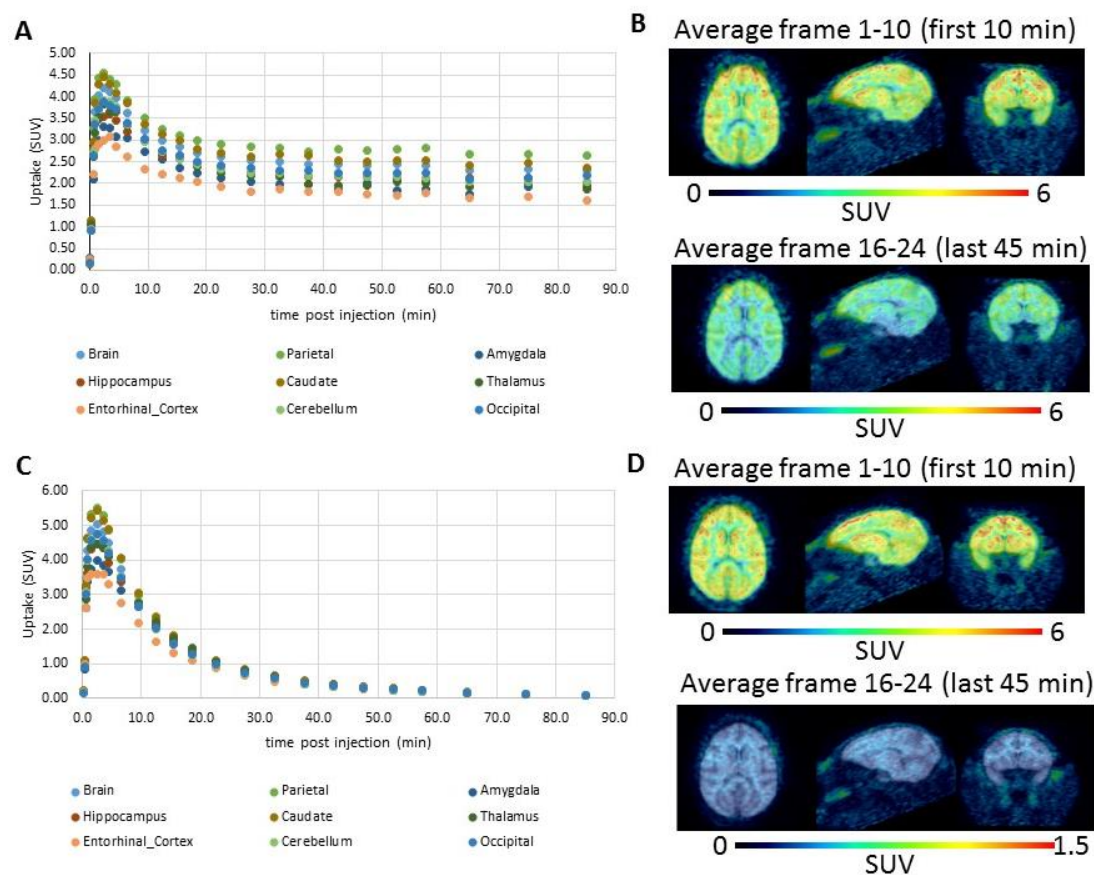 A
5.00
4.50
4.00
3.50
3.00
2.50
2.00
1.50
1.00
0.50
0.00
Uptake (SUV)
0.0 10.0 20.0 30.0 40.0 50.0 60.0 70.0 80.0 90.0
time post injection (min)
Brain Parietal Amygdala
Hippocampus Caudate Thalamus
Entorhinal_Cortex Cerebellum Occipital
B
Average frame 1-10 (first 10 min)
0 6
SUV
Average frame 16-24 (last 45 min)
0 6
SUV
C
6.00
5.00
4.00
3.00
2.00
1.00
0.00
Uptake (SUV)
0.0 10.0 20.0 30.0 40.0 50.0 60.0 70.0 80.0 90.0
time post injection (min)
Brain Parietal Amygdala
Hippocampus Caudate Thalamus
Entorhinal_Cortex Cerebellum Occipital
D
Average frame 1-10 (first 10 min)
0 6
SUV
Average frame 16-24 (last 45 min)
0 1.5
SUV